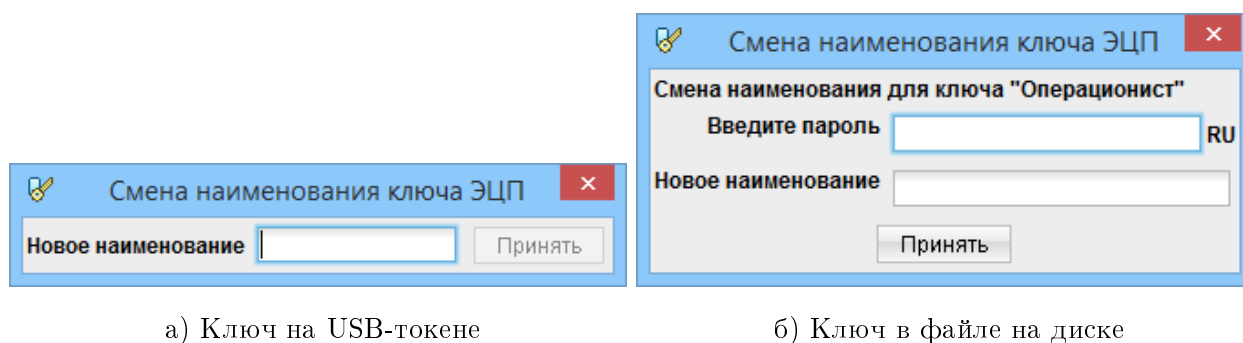 Смена наименования ключа ЭЦП
Новое наименование
Принять
а) Ключ на USB-токене
Смена наименования ключа ЭЦП
Смена наименования для ключа "Операционист"
Введите пароль
RU
Новое наименование
Принять
б) Ключ в файле на диске